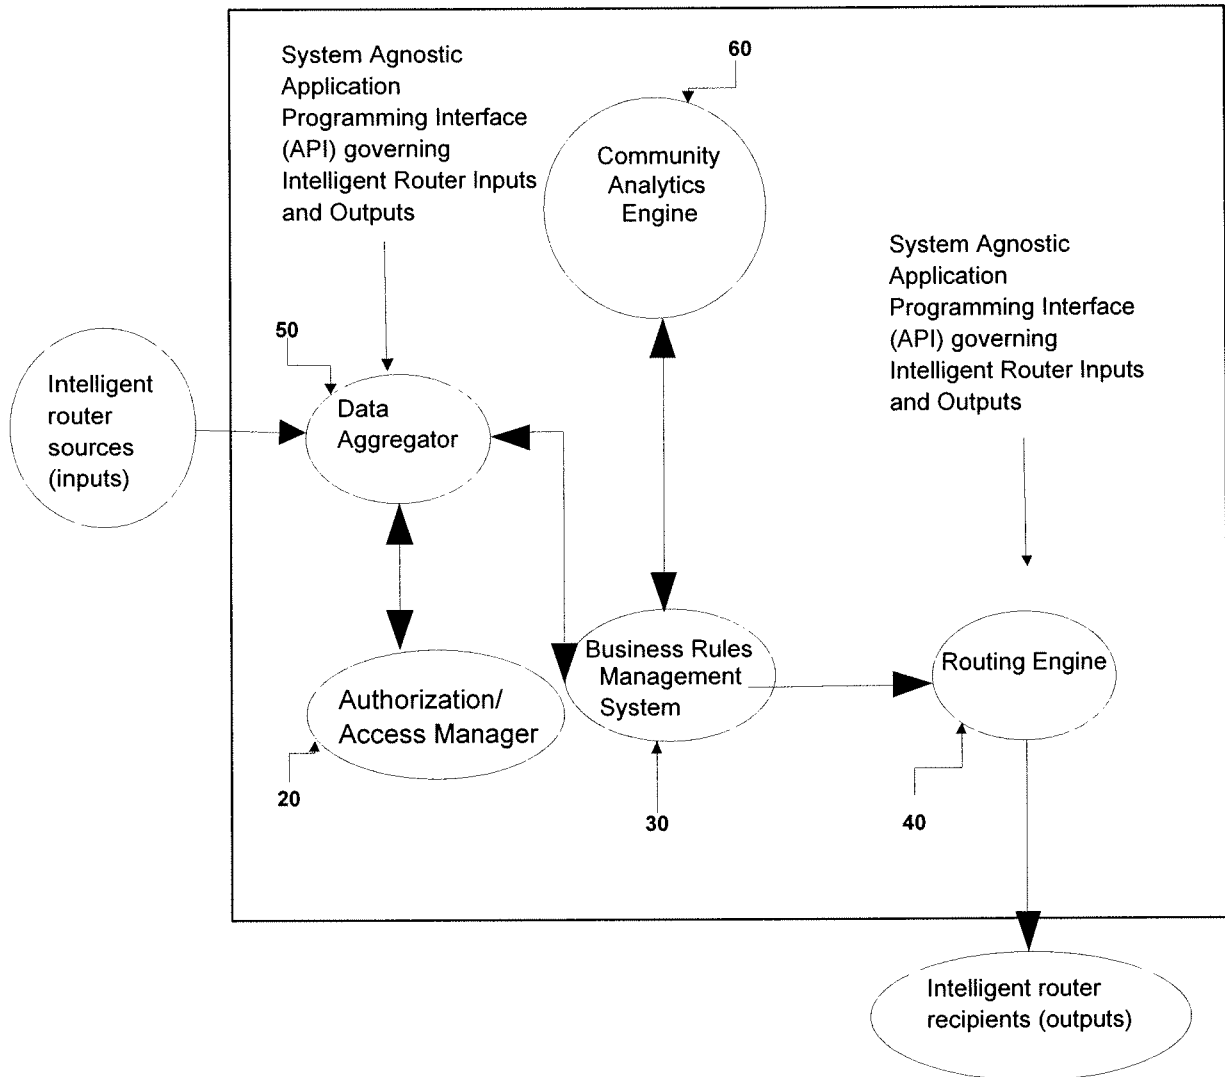 System Agnostic
Application
Programming Interface
(API) governing
Intelligent Router Inputs
and Outputs
60
Community
Analytics
Engine
System Agnostic
Application
Programming Interface
(API) governing
Intelligent Router Inputs
and Outputs
50
Intelligent
router
sources
(inputs)
Data
Aggregator
Business Rules
Management
System
Routing Engine
Authorization/
Access Manager
20
30
40
Intelligent router
recipients (outputs)